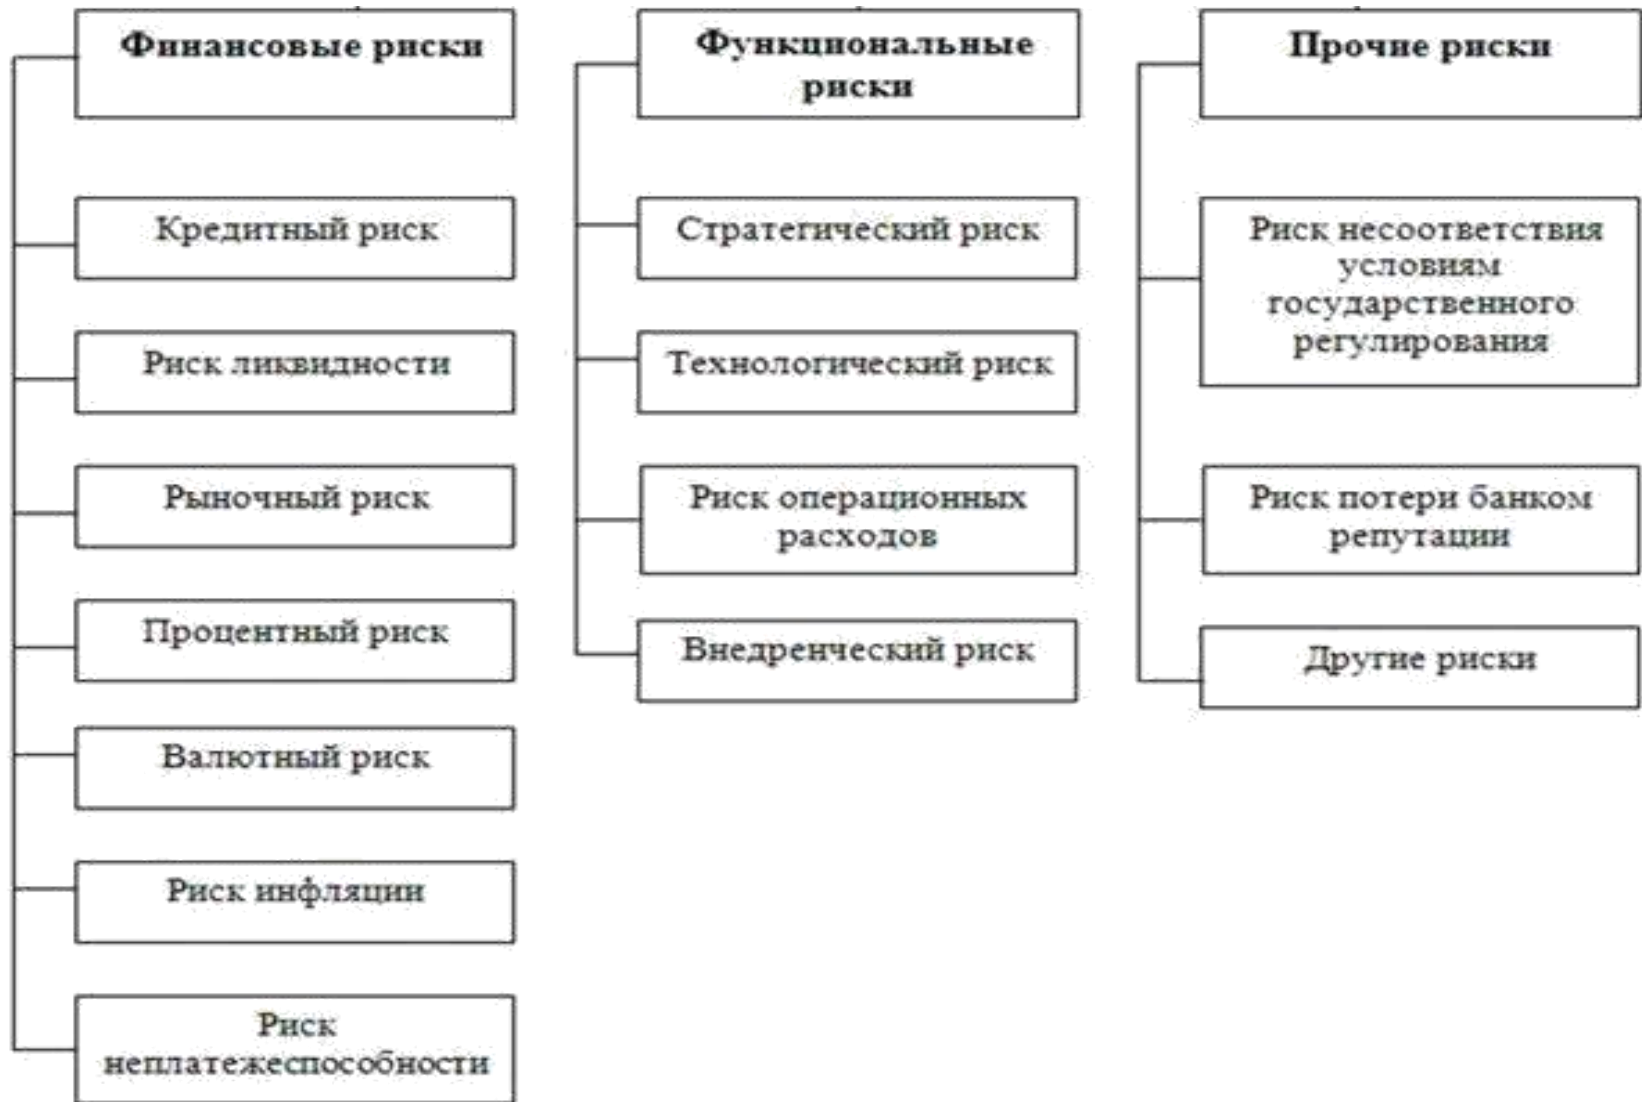 Финансовые риски
Кредитный риск
Риск ликвидности
Рыночный риск
Процентный риск
Валютный риск
Риск инфляции
Риск
неплатежеспособности
Функциональные
риски
Стратегический риск
Технологический риск
Риск операционных
расходов
Внедренческий риск
Прочие риски
Риск несоответствия
условиям
государственного
регулирования
Риск потери банком
репутации
Другие риски